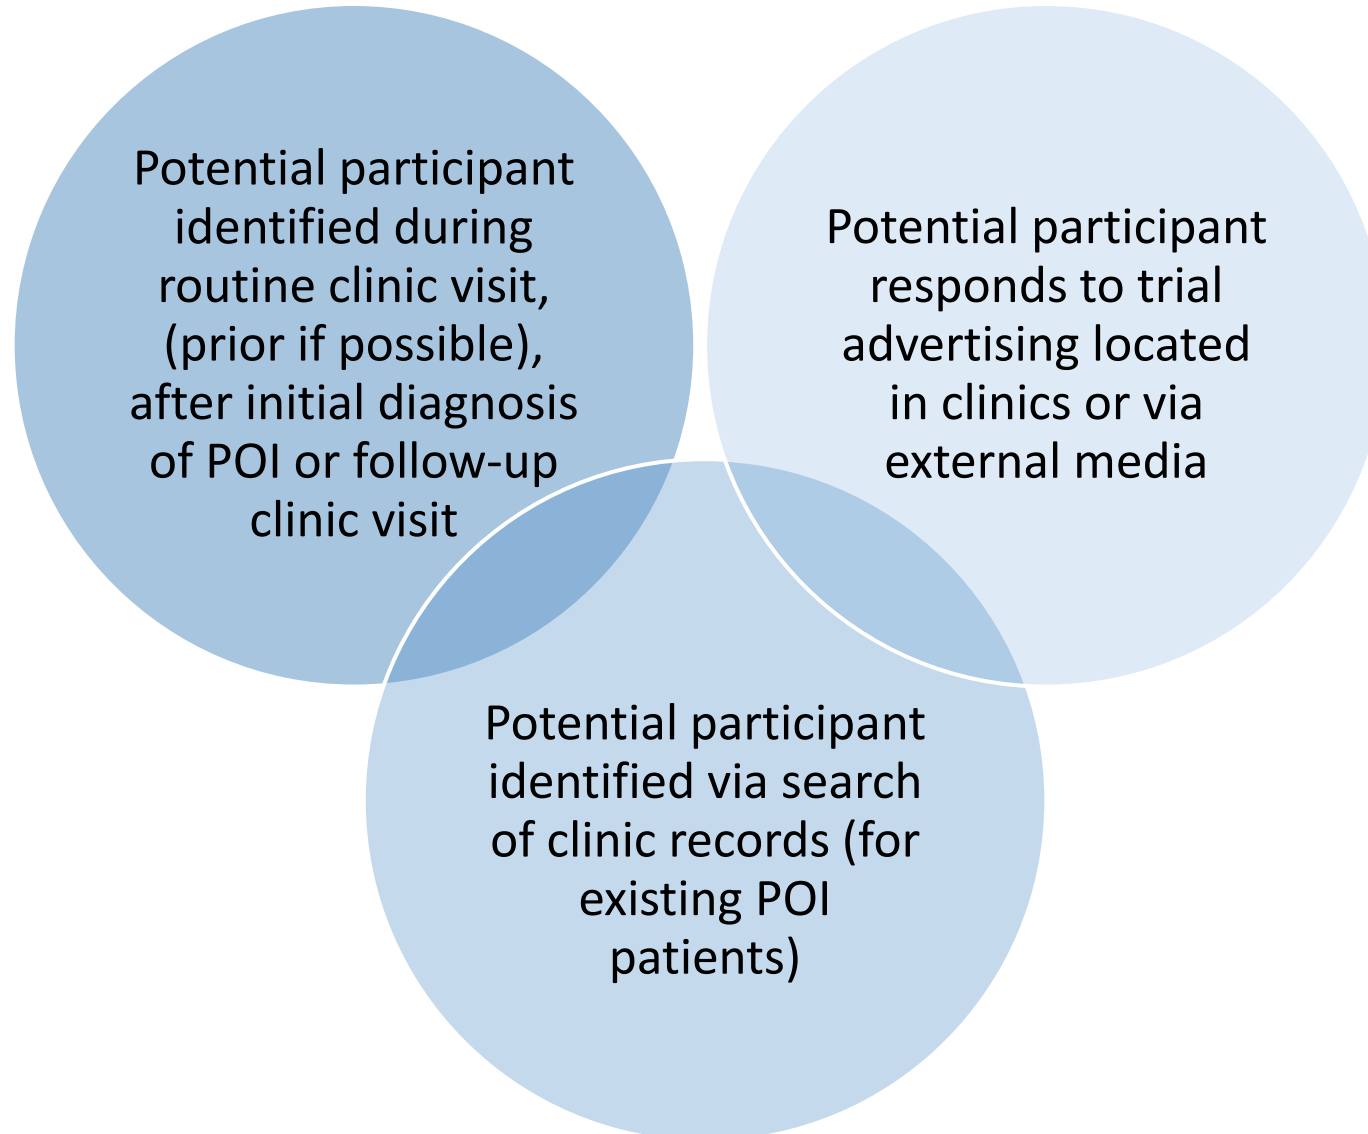 Potential participant
identified during
routine clinic visit,
(prior if possible),
after initial diagnosis
of POI or follow-up
clinic visit
Potential participant
responds to trial
advertising located
in clinics or via
external media
Potential participant
identified via search
of clinic records (for
existing POI
patients)